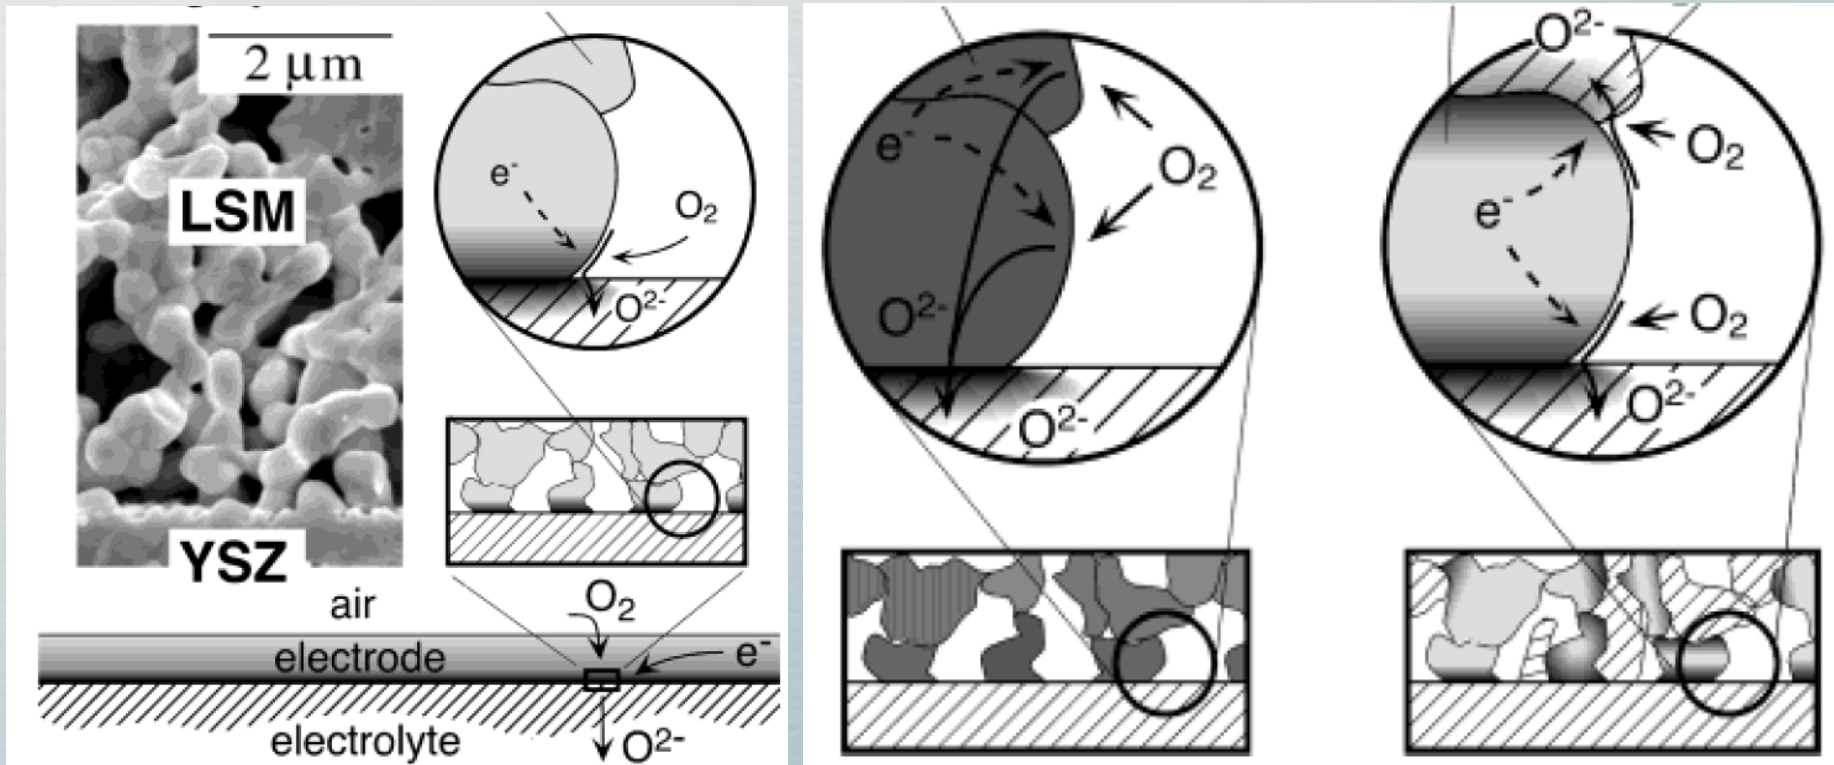 2 μm
LSM
YSZ
e-
O2
O2-
air
O2
electrode
e-
electrolyte
O2-
e-
O2
O2-
O2-
O2-
O2
e-
O2
O2-